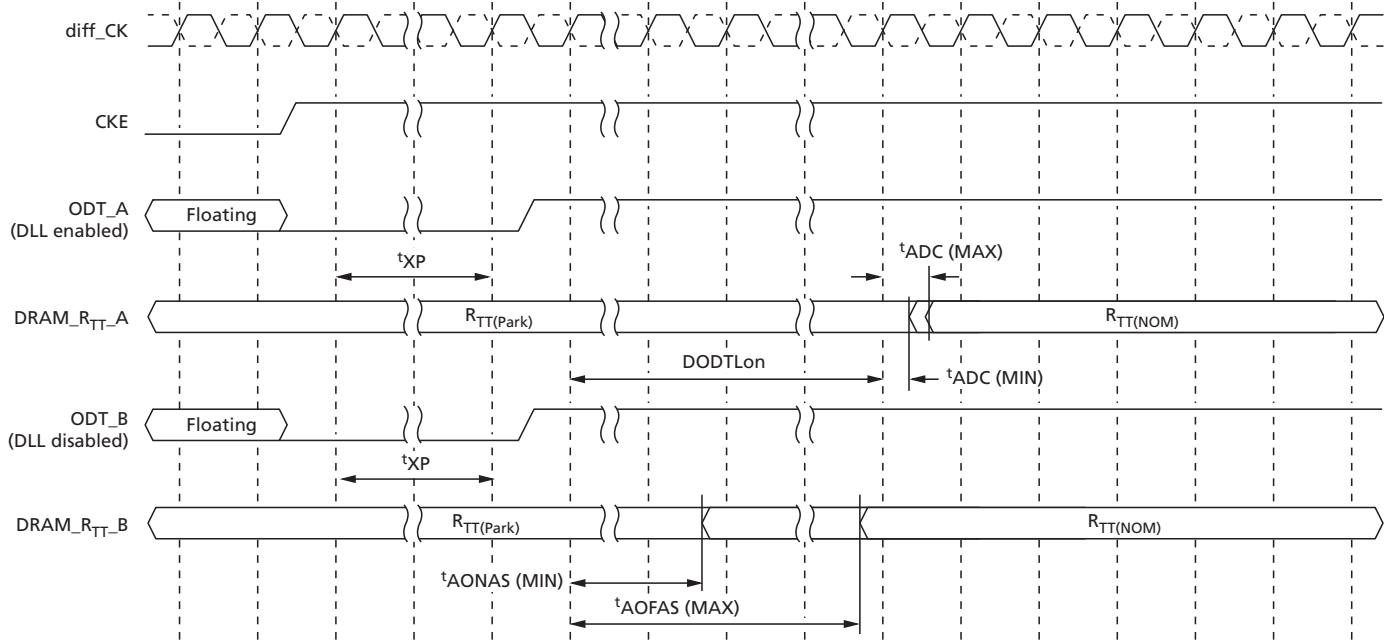 diff_CK
CKE
ODT_A
(DLL enabled)
Floating
tXP
tADC (MAX)
DRAM_RTT_A
RTT(Park)
RTT(NOM)
DODTLon
tADC (MIN)
ODT_B
(DLL disabled)
Floating
tXP
DRAM_RTT_B
RTT(Park)
RTT(NOM)
tAONAS (MIN)
tAOFAS (MAX)